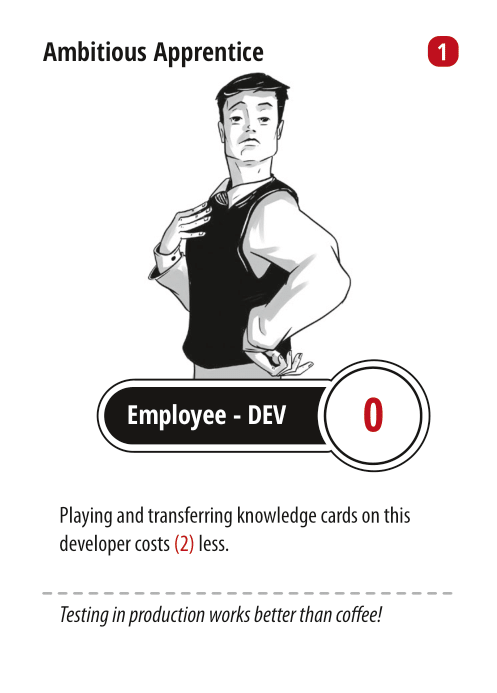 Ambitious Apprentice 1
Employee - DEV 0
Playing and transferring knowledge cards on this
developer costs (2) less.
Testing in production works better than coffee!